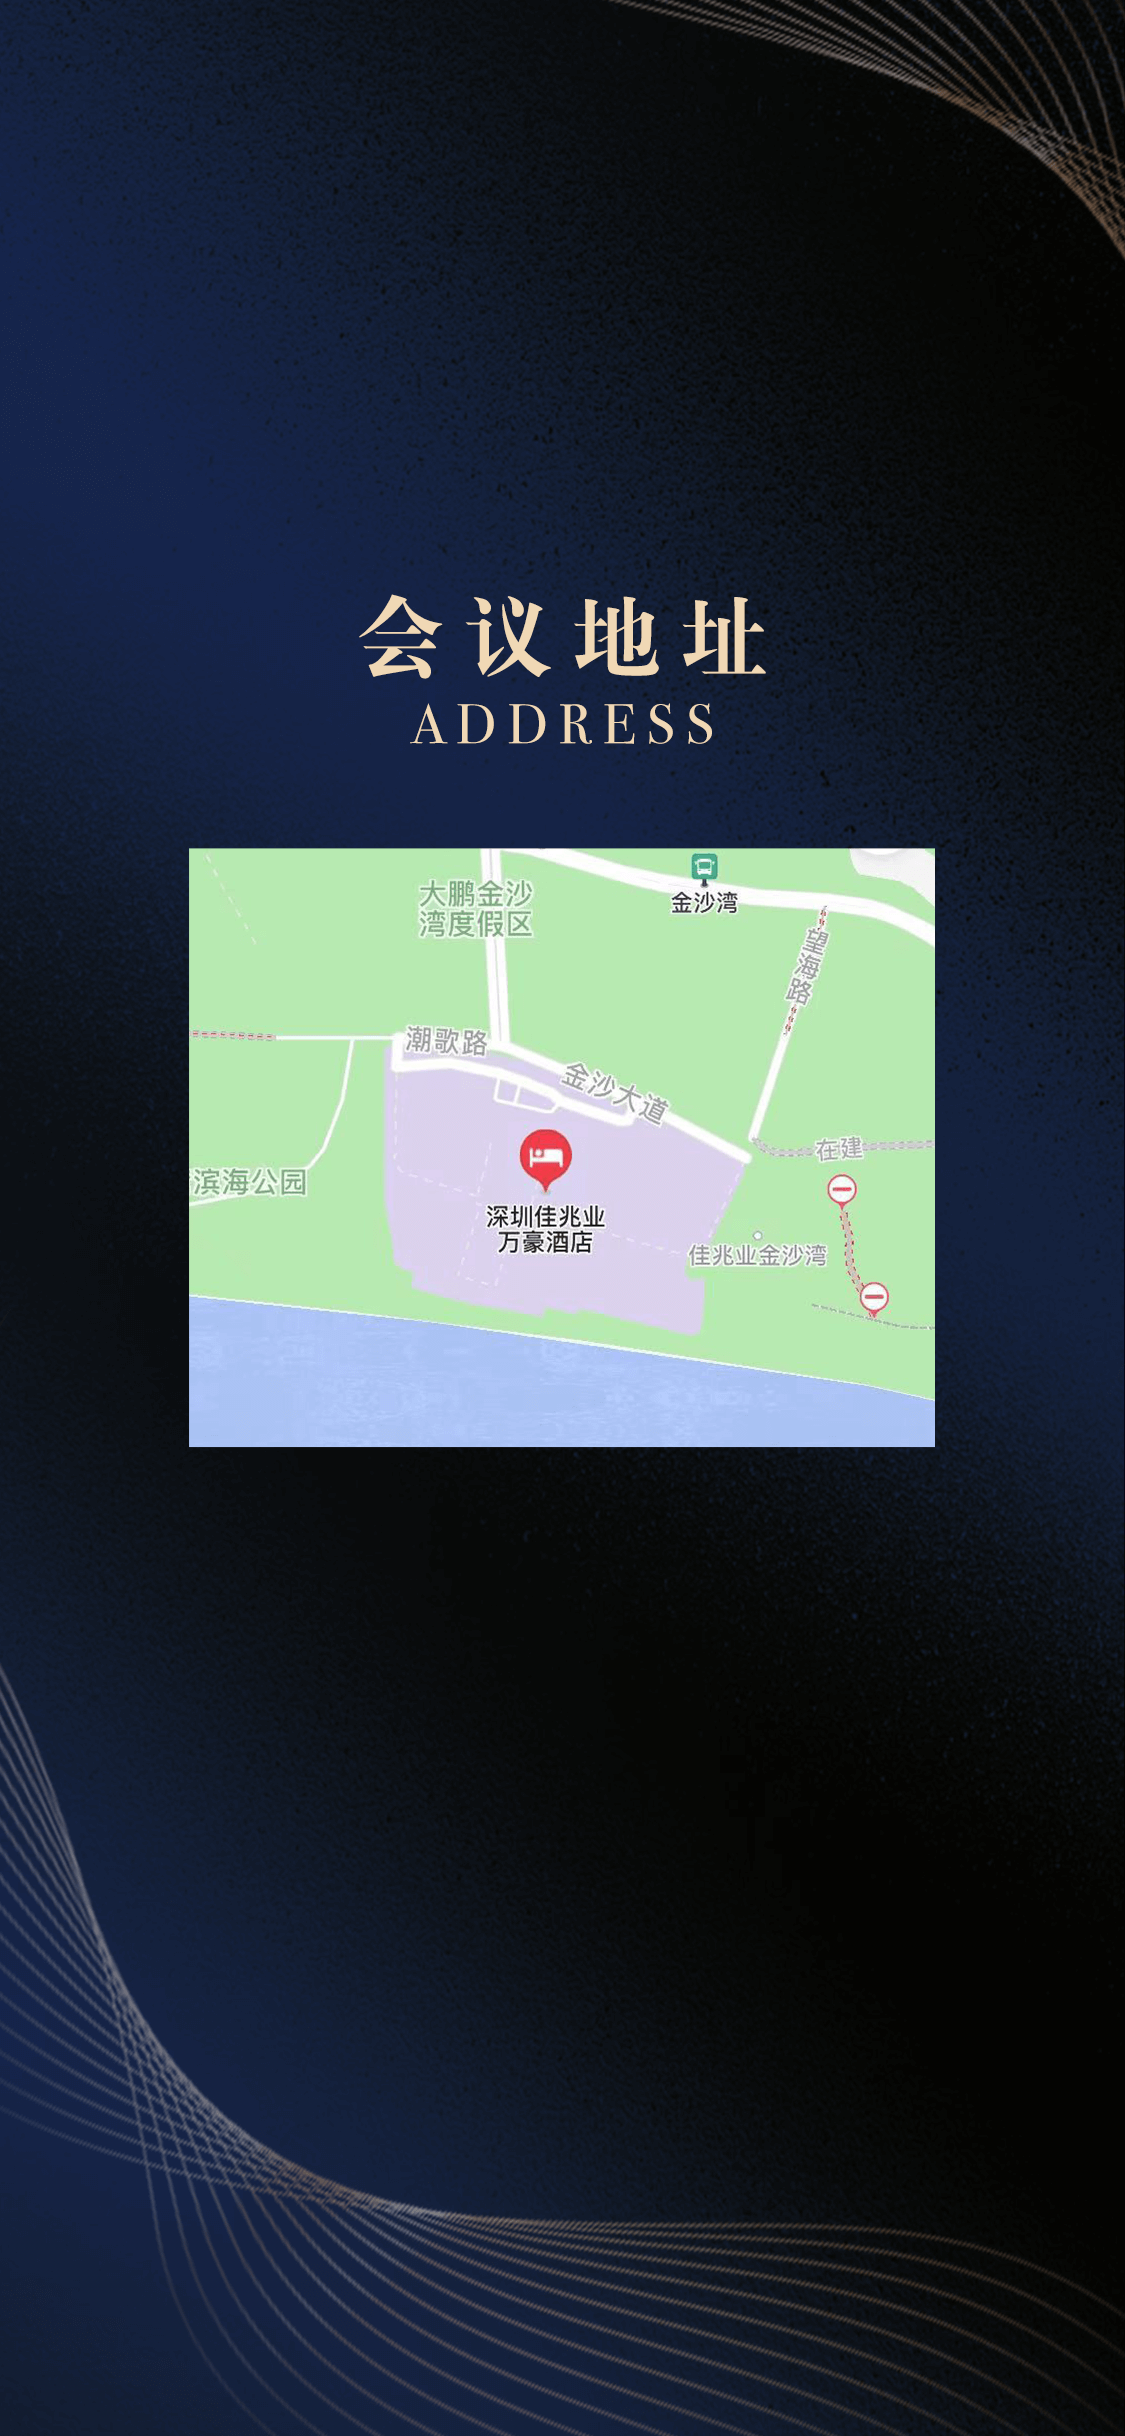 会议地址
ADDRESS
大鹏金沙
湾度假区
金沙湾
望海路
潮歌路
金沙大道
在建
滨海公园
深圳佳兆业
万豪酒店
佳兆业金沙湾